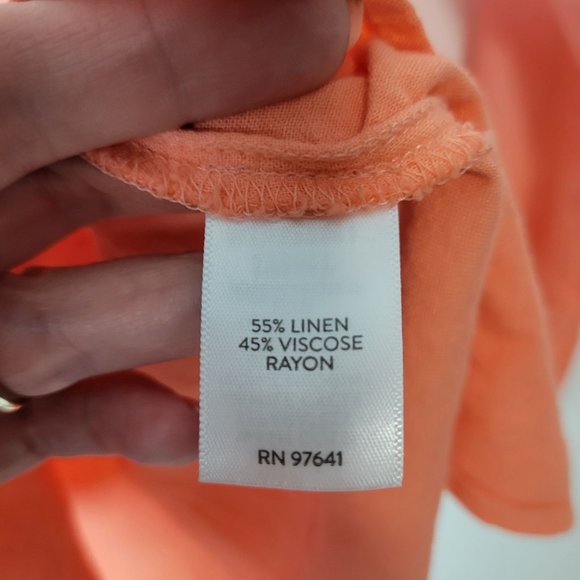 55% LINEN
45% VISCOSE
RAYON
RN 97641